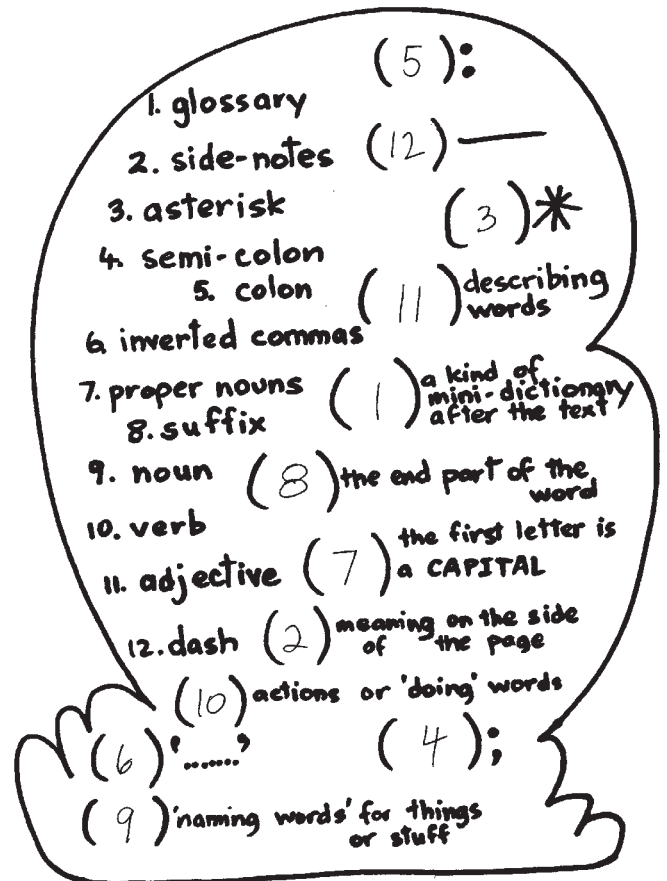 (5) :
1. glossary
2. side-notes (12) —
3. asterisk (3) *
4. semi-colon
5. colon (11) describing words
6. inverted commas
7. proper nouns (1) a kind of mini-dictionary after the text
8. suffix
9. noun (8) the end part of the word
10. verb
11. adjective (7) the first letter is a CAPITAL
12. dash (2) meaning on the side of the page
(10) actions or 'doing' words
(6) '.......' (4) ;
(9) 'naming words' for things or stuff